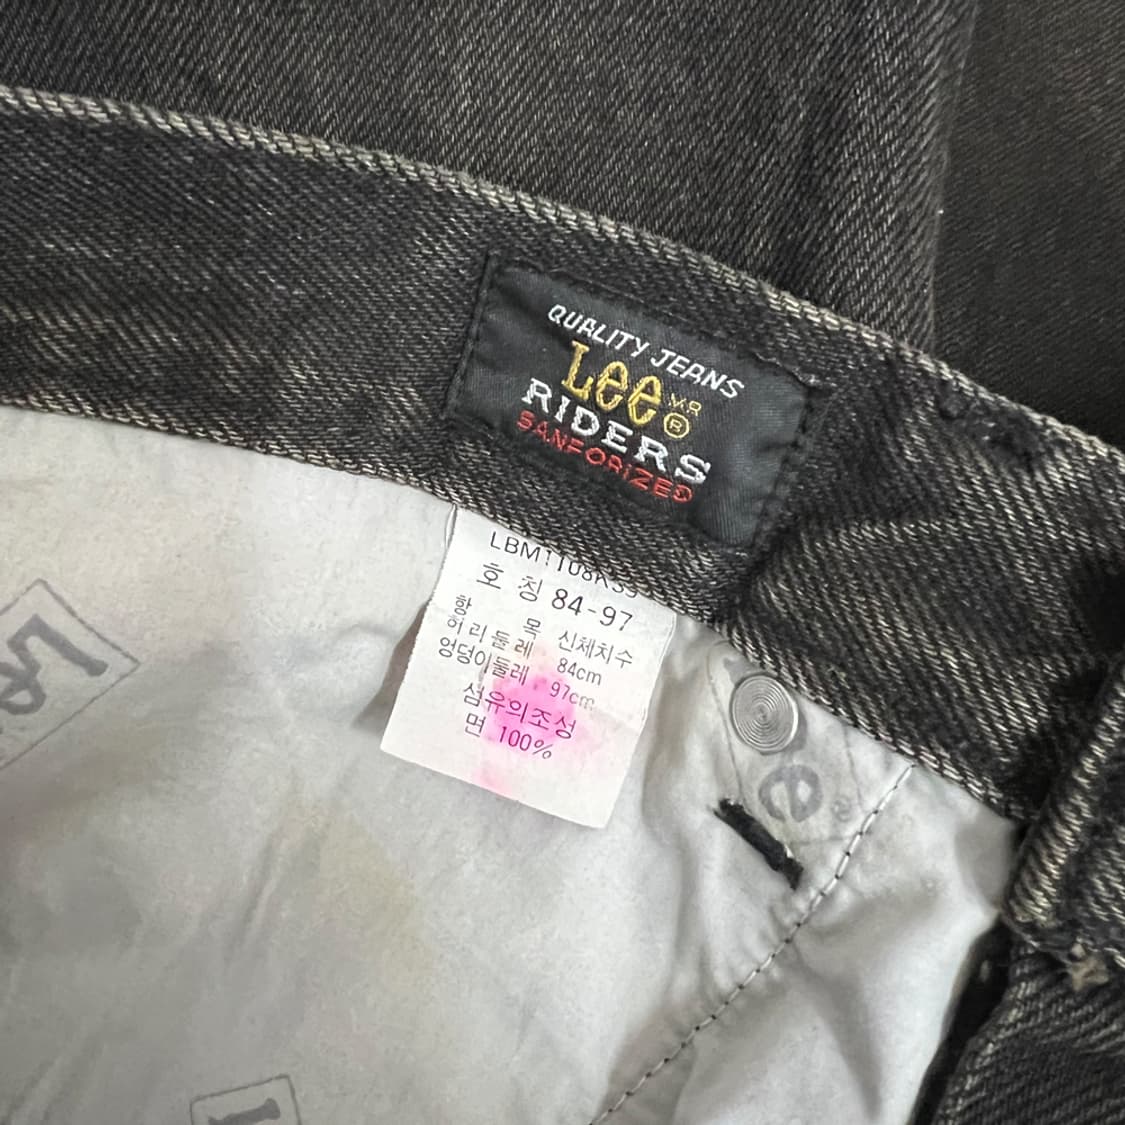 QUALITY JEANS
Lee M.R ®
RIDERS
SANFORIZED
호 칭 84-97
항 목 신체치수
허리둘레 84cm
엉덩이둘레 97cm
섬유의조성
면 100%
Le
e ®
L